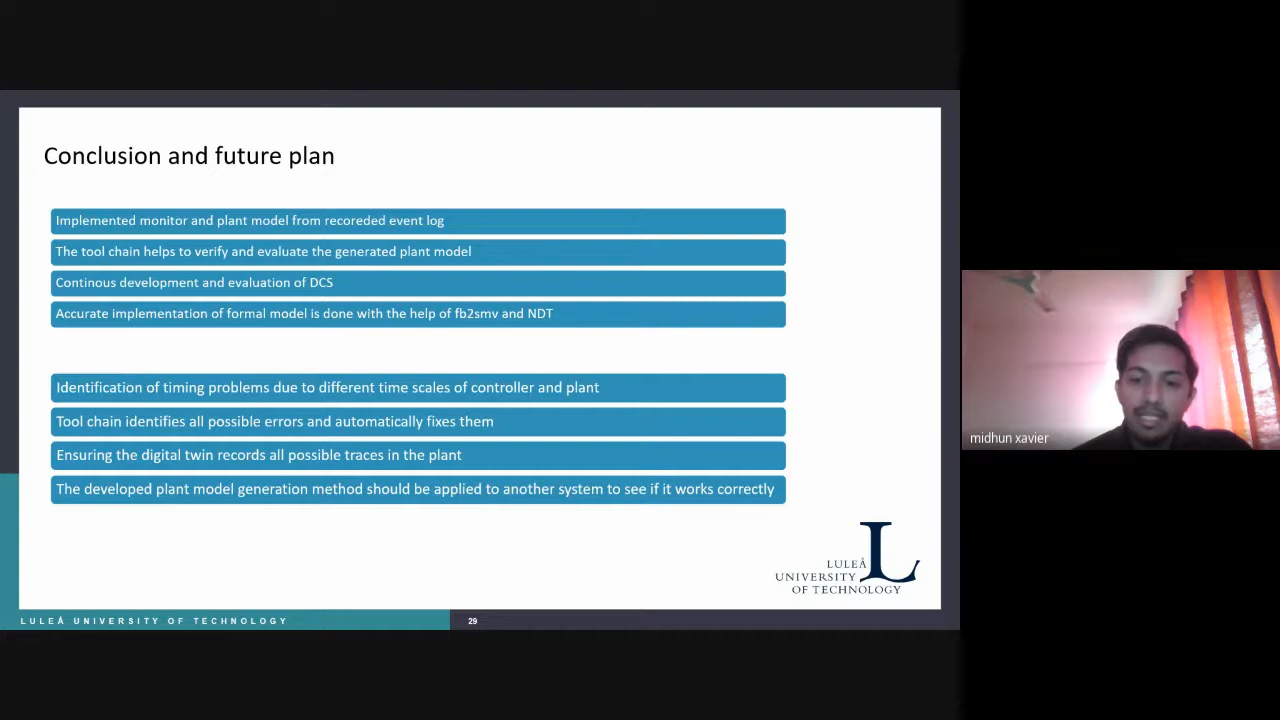 Conclusion and future plan
Implemented monitor and plant model from recoreded event log
The tool chain helps to verify and evaluate the generated plant model
Continous development and evaluation of DCS
Accurate implementation of formal model is done with the help of fb2smv and NDT
Identification of timing problems due to different time scales of controller and plant
Tool chain identifies all possible errors and automatically fixes them
Ensuring the digital twin records all possible traces in the plant
The developed plant model generation method should be applied to another system to see if it works correctly
L
LULEÅ
UNIVERSITY
OF TECHNOLOGY
LULEÅ UNIVERSITY OF TECHNOLOGY
29
midhun xavier